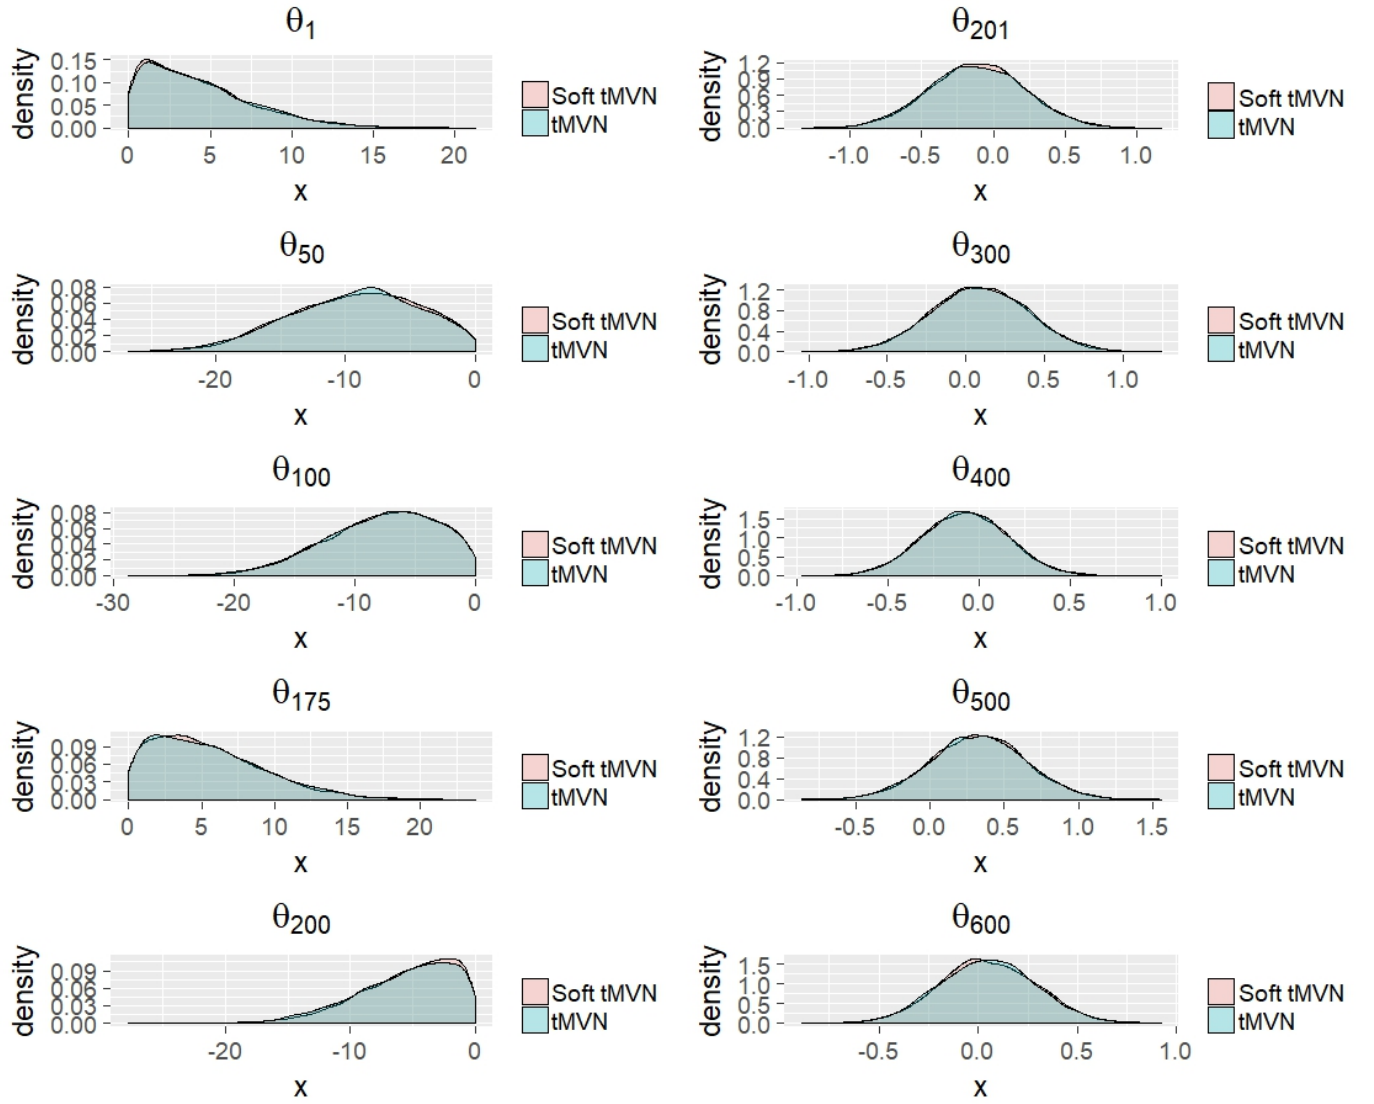 θ1
density
0.15
0.10
0.05
0.00
0 5 10 15 20
x
Soft tMVN
tMVN
θ201
density
1.2
0.9
0.6
0.3
0.0
-1.0 -0.5 0.0 0.5 1.0
x
Soft tMVN
tMVN
θ50
density
0.08
0.06
0.04
0.02
0.00
-20 -10 0
x
Soft tMVN
tMVN
θ300
density
1.2
0.8
0.4
0.0
-1.0 -0.5 0.0 0.5 1.0
x
Soft tMVN
tMVN
θ100
density
0.08
0.06
0.04
0.02
0.00
-30 -20 -10 0
x
Soft tMVN
tMVN
θ400
density
1.5
1.0
0.5
0.0
-1.0 -0.5 0.0 0.5 1.0
x
Soft tMVN
tMVN
θ175
density
0.09
0.06
0.03
0.00
0 5 10 15 20
x
Soft tMVN
tMVN
θ500
density
1.2
0.8
0.4
0.0
-0.5 0.0 0.5 1.0 1.5
x
Soft tMVN
tMVN
θ200
density
0.09
0.06
0.03
0.00
-20 -10 0
x
Soft tMVN
tMVN
θ600
density
1.5
1.0
0.5
0.0
-0.5 0.0 0.5 1.0
x
Soft tMVN
tMVN